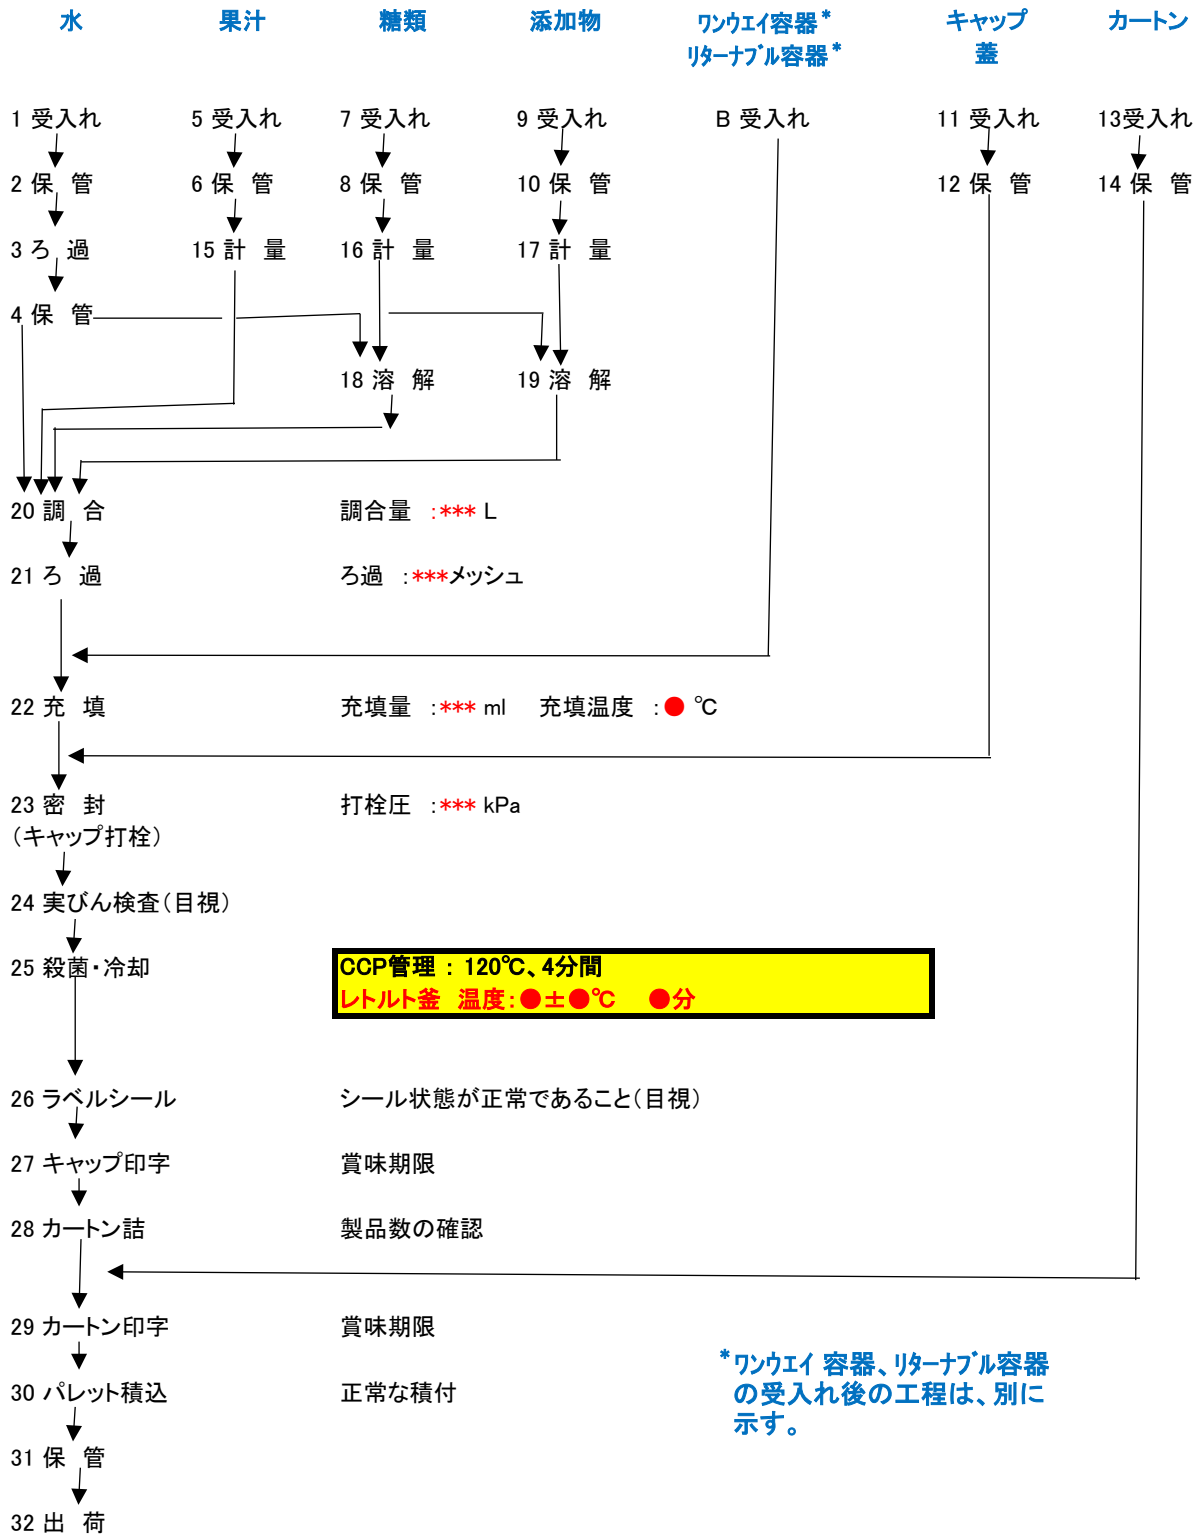 水 果汁 糖類 添加物 ワンウエイ容器* キャップ カートン
リターナブル容器* 蓋
1 受入れ 5 受入れ 7 受入れ 9 受入れ B 受入れ 11 受入れ 13受入れ
2 保 管 6 保 管 8 保 管 10 保 管 12 保 管 14 保 管
3 ろ 過 15 計 量 16 計 量 17 計 量
4 保 管
18 溶 解 19 溶 解
20 調 合 調合量 :*** L
21 ろ 過 ろ過 :***メッシュ
22 充 填 充填量 :*** ml 充填温度 :● ℃
23 密 封 打栓圧 :*** kPa
(キャップ打栓)
24 実びん検査(目視)
25 殺菌・冷却 CCP管理 : 120℃、4分間
レトルト釜 温度:●±●℃ ●分
26 ラベルシール シール状態が正常であること(目視)
27 キャップ印字 賞味期限
28 カートン詰 製品数の確認
29 カートン印字 賞味期限
30 パレット積込 正常な積付
*ワンウエイ 容器、リターナブル容器
の受入れ後の工程は、別に
示す。
31 保 管
32 出 荷